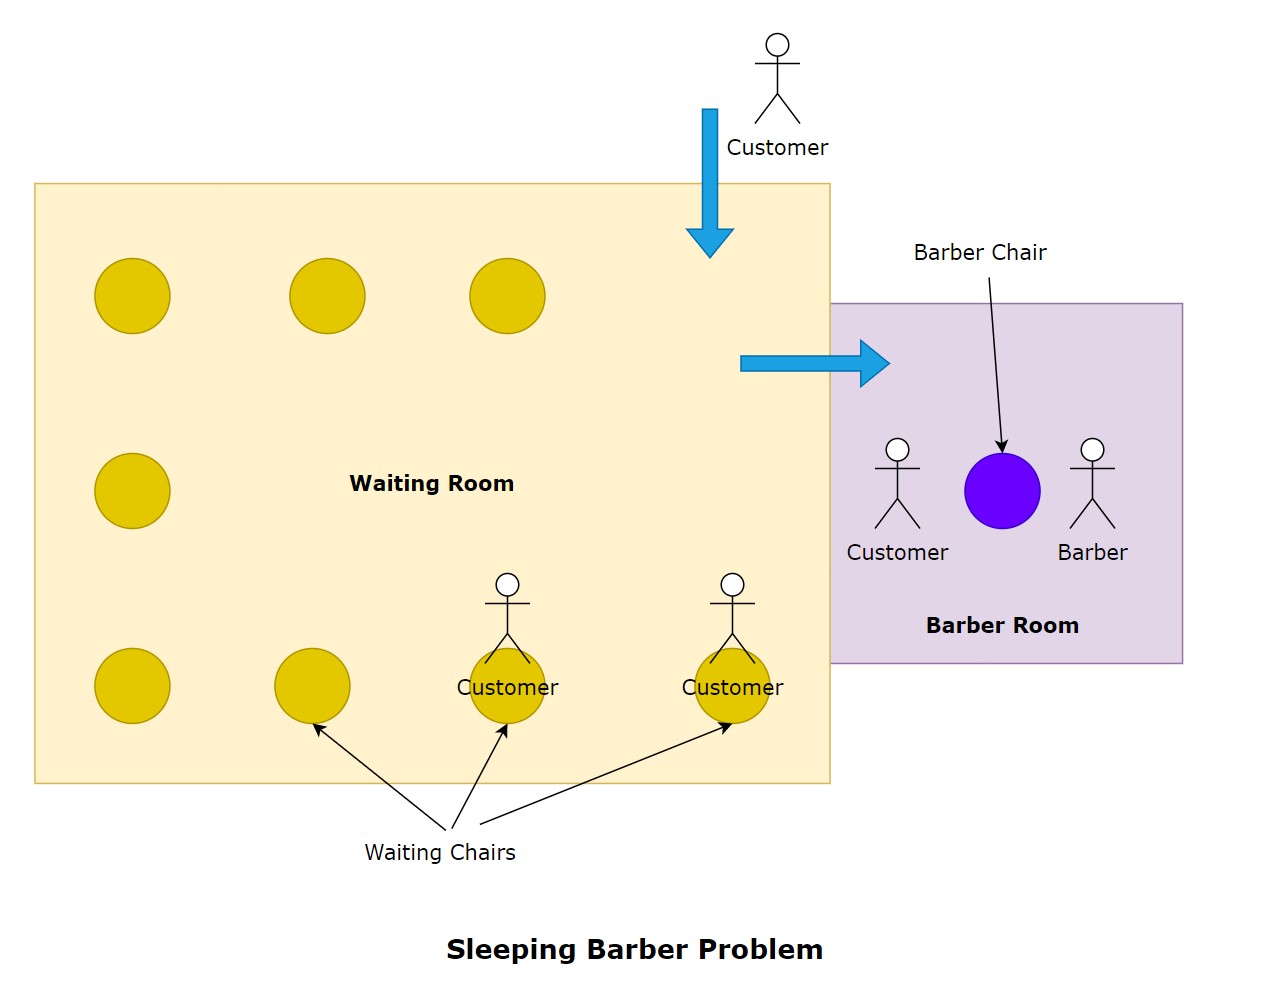 Customer
Barber Chair
Waiting Room
Customer
Barber
Barber Room
Customer
Customer
Waiting Chairs
Sleeping Barber Problem